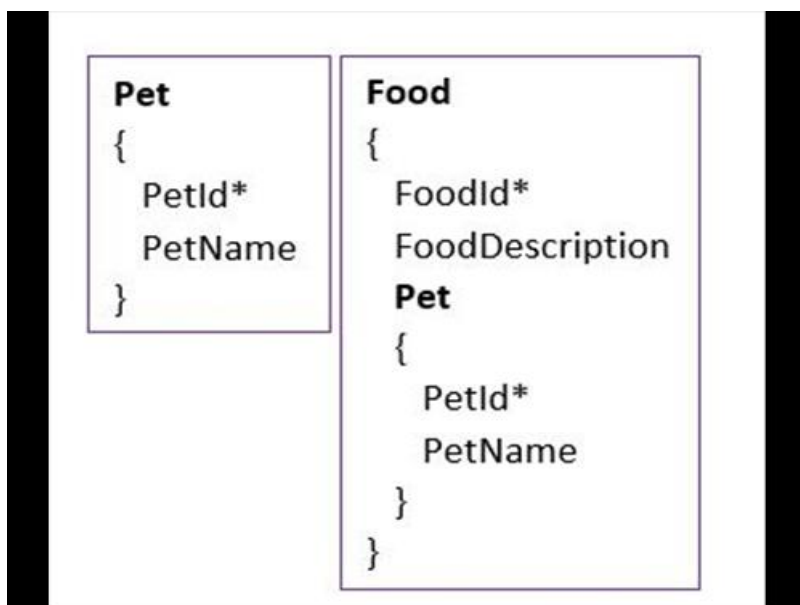 Pet
{
PetId*
PetName
}
Food
{
FoodId*
FoodDescription
Pet
{
PetId*
PetName
}
}